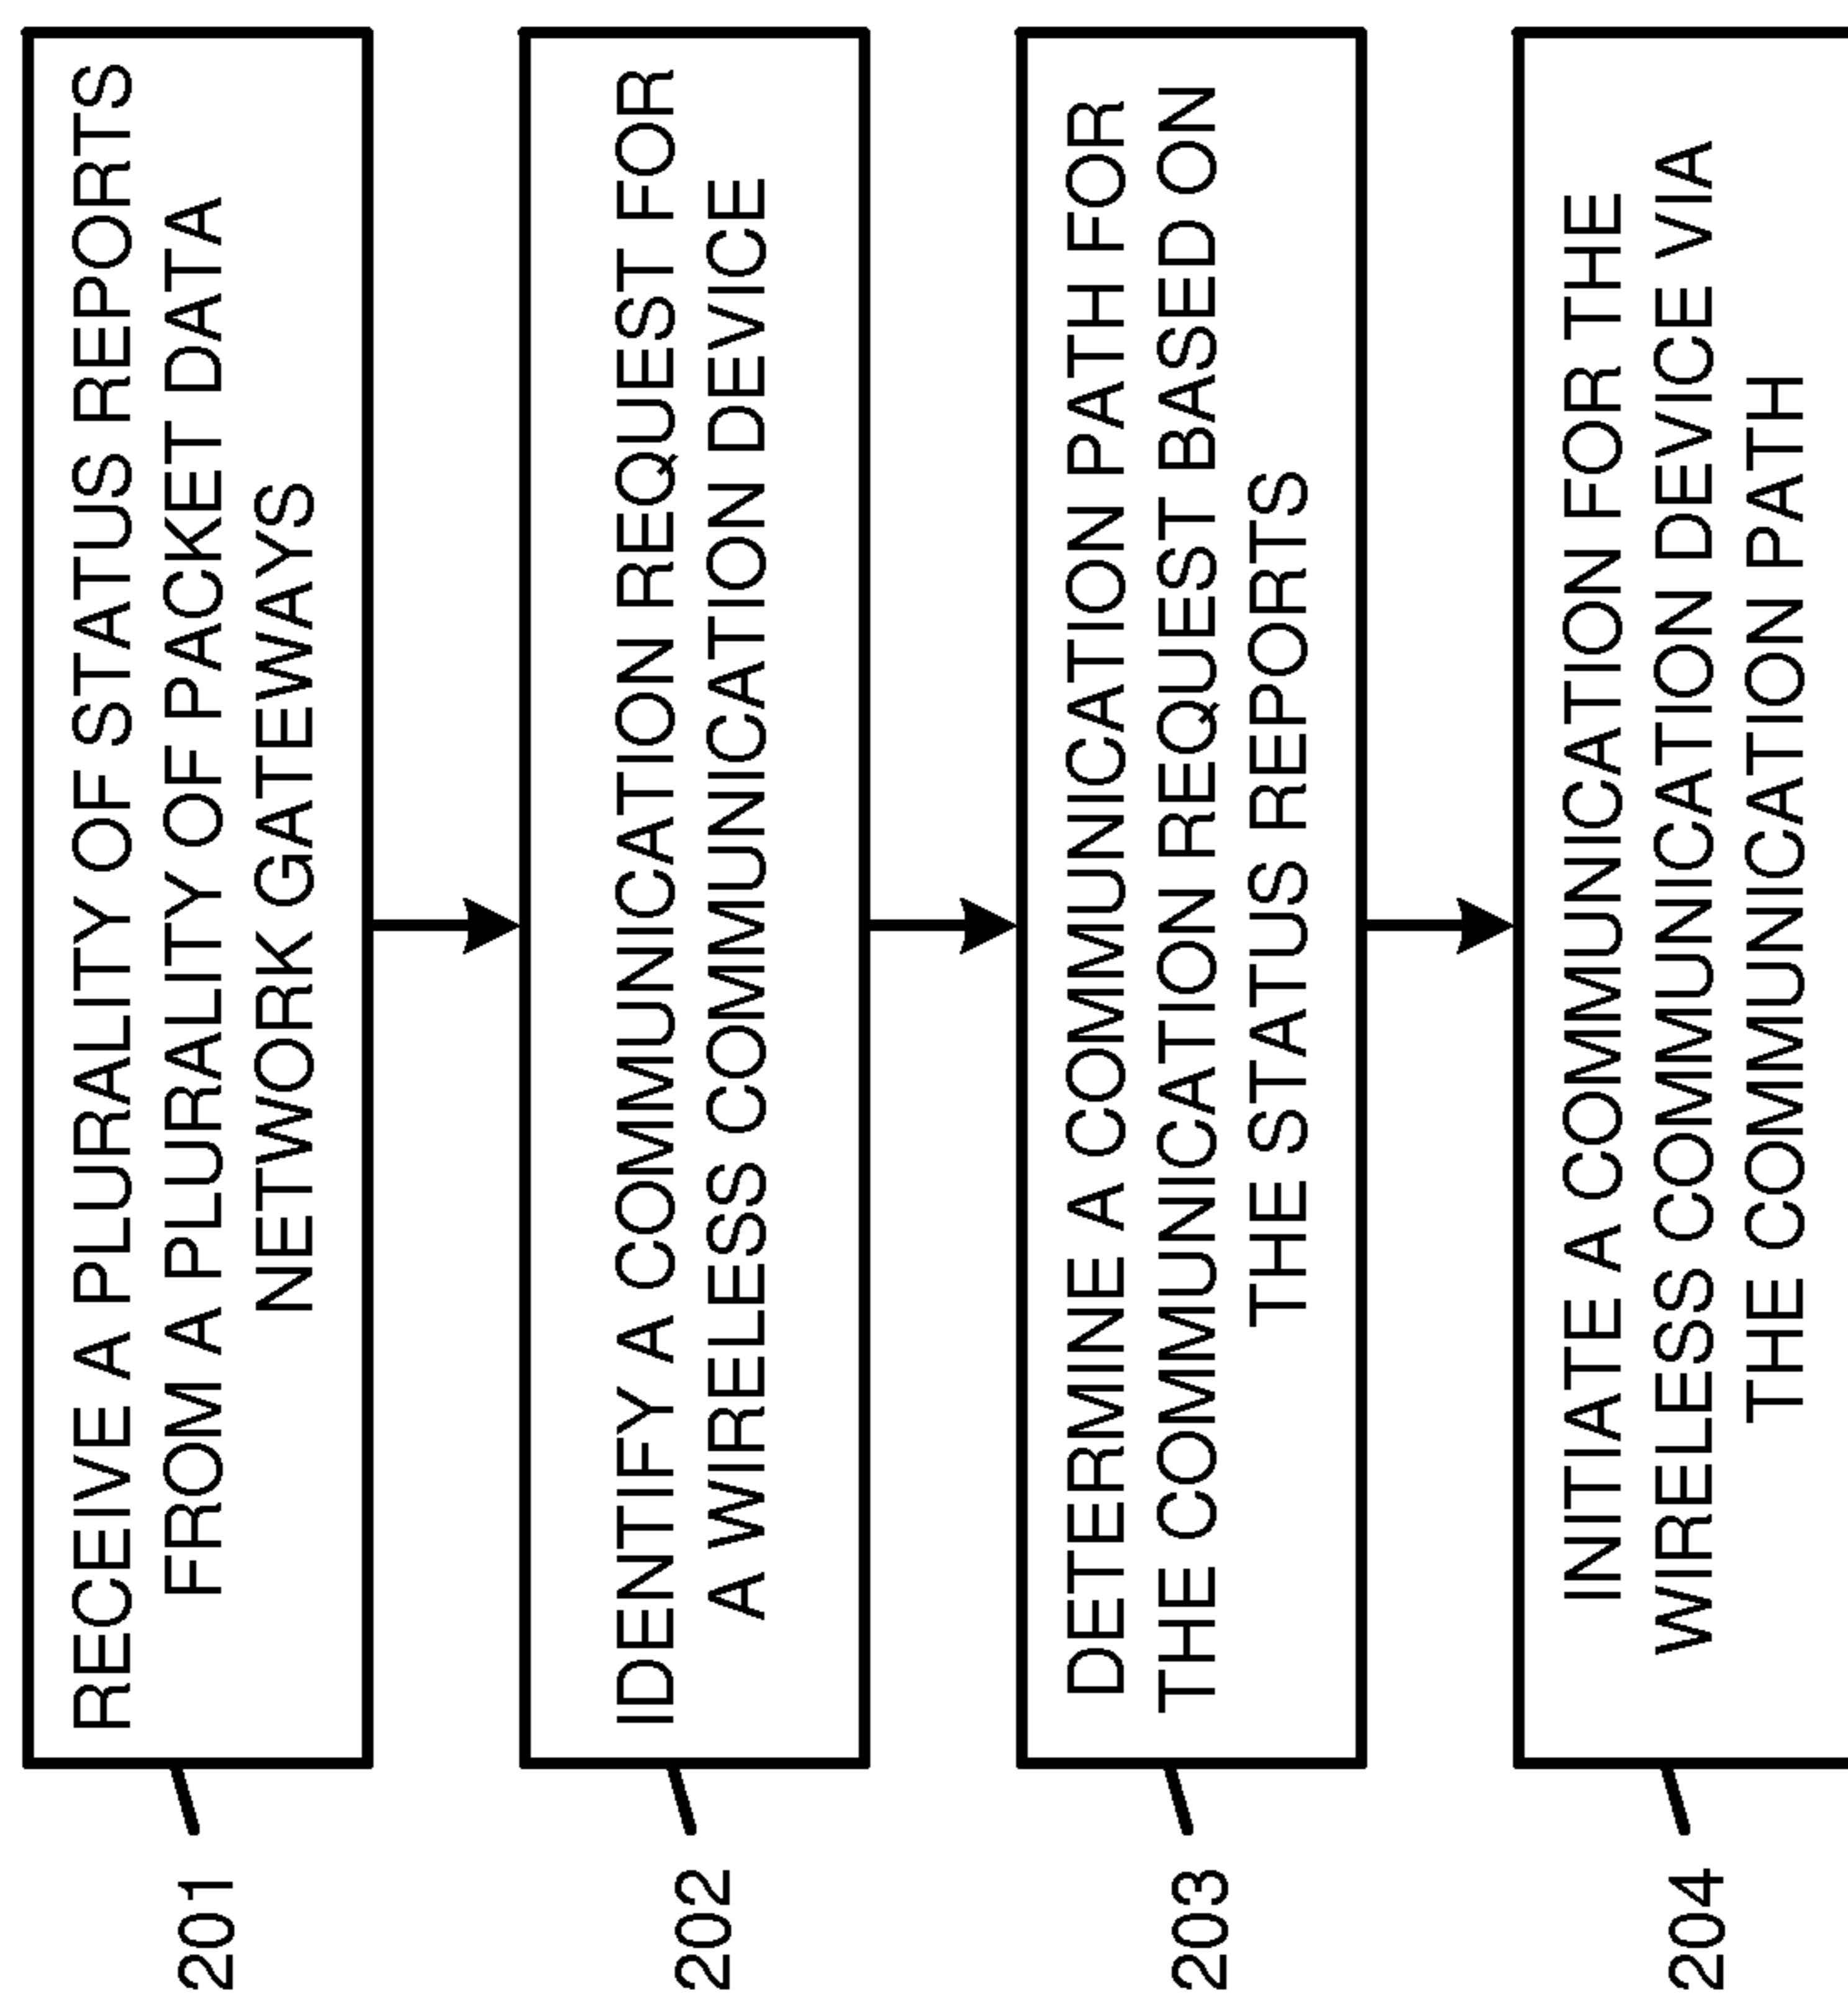 201
RECEIVE A PLURALITY OF STATUS REPORTS
FROM A PLURALITY OF PACKET DATA
NETWORK GATEWAYS
202
IDENTIFY A COMMUNICATION REQUEST FOR
A WIRELESS COMMUNICATION DEVICE
203
DETERMINE A COMMUNICATION PATH FOR
THE COMMUNICATION REQUEST BASED ON
THE STATUS REPORTS
204
INITIATE A COMMUNICATION FOR THE
WIRELESS COMMUNICATION DEVICE VIA
THE COMMUNICATION PATH